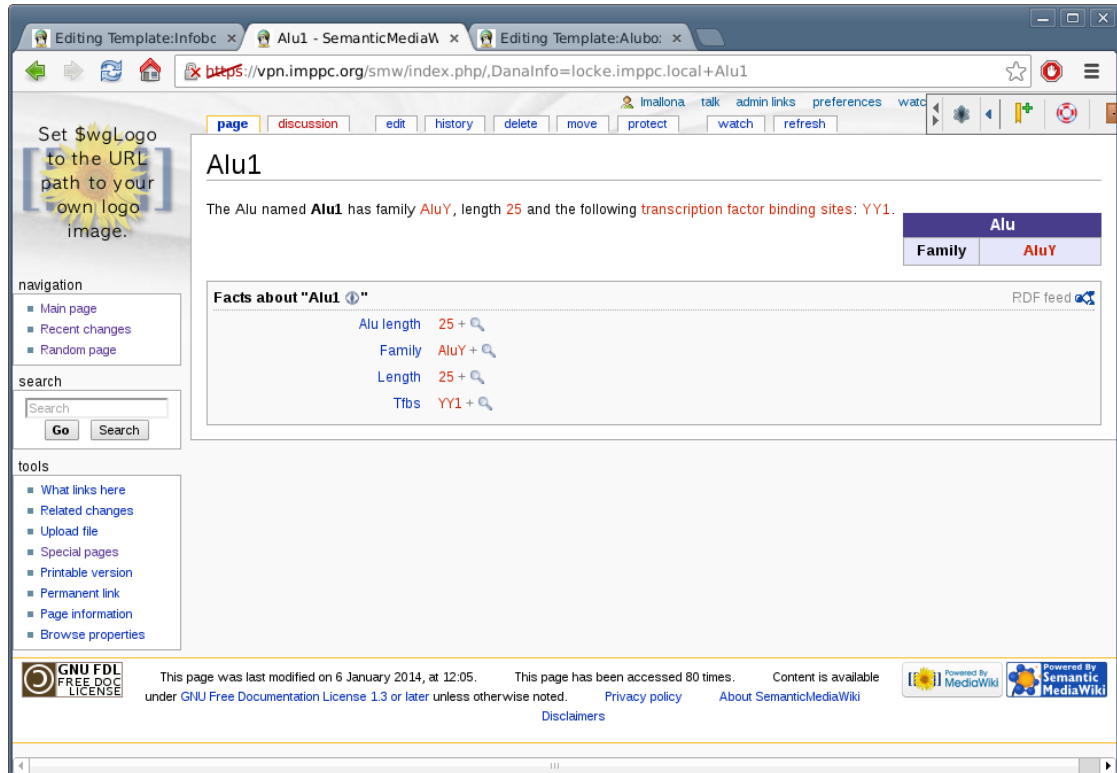 Editing Template:Infobc
Alu1 - SemanticMediaW
Editing Template:Alubo:
https://vpn.imppc.org/smw/index.php/,DanaInfo=locke.imppc.local+Alu1
lmallona talk admin links preferences watc
page discussion edit history delete move protect watch refresh
Set $wgLogo
to the URL
path to your
own logo
image.
Alu1
The Alu named Alu1 has family AluY, length 25 and the following transcription factor binding sites: YY1.
Alu
Family AluY
navigation
Main page
Recent changes
Random page
search
Search
Go Search
tools
What links here
Related changes
Upload file
Special pages
Printable version
Permanent link
Page information
Browse properties
Facts about "Alu1 "
RDF feed
Alu length 25 +
Family AluY +
Length 25 +
Tfbs YY1 +
GNU FDL
FREE DOC
LICENSE
This page was last modified on 6 January 2014, at 12:05. This page has been accessed 80 times. Content is available
under GNU Free Documentation License 1.3 or later unless otherwise noted. Privacy policy About SemanticMediaWiki
Disclaimers
Powered By
MediaWiki
Powered By
Semantic
MediaWiki